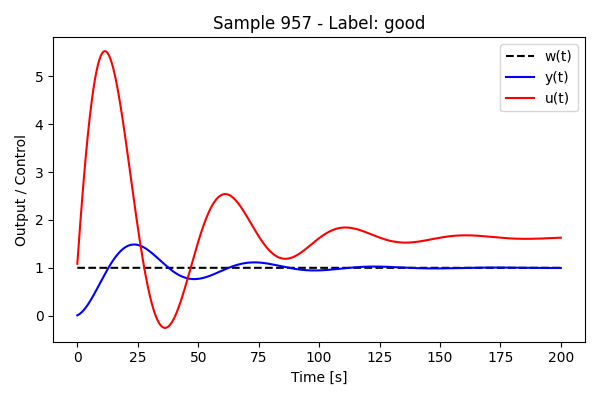 Sample 957 - Label: good
w(t)
y(t)
u(t)
Output / Control
5
4
3
2
1
0
0 25 50 75 100 125 150 175 200
Time [s]